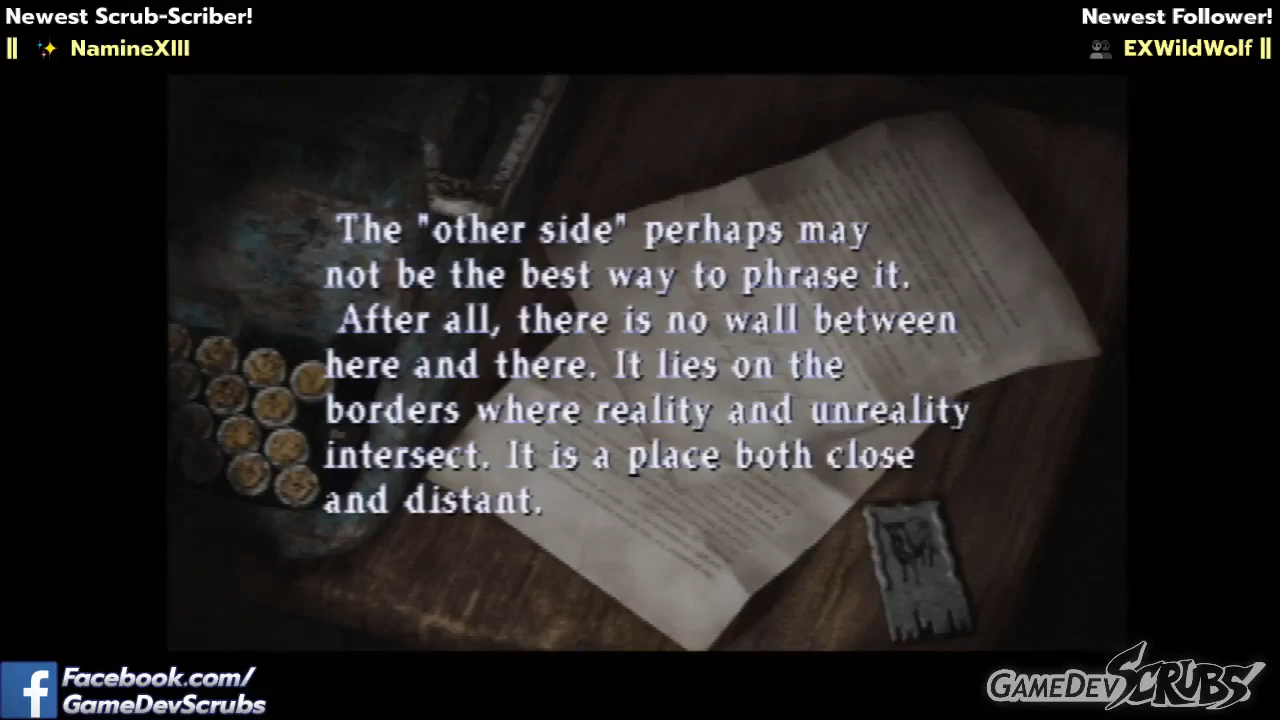 Newest Scrub-Scriber!
Newest Follower!
NamineXIII
EXWildWolf
The "other side" perhaps may
not be the best way to phrase it.
After all, there is no wall between
here and there. It lies on the
borders where reality and unreality
intersect. It is a place both close
and distant.
Facebook.com/
GameDevScrubs
GAMEDEVSCRUBS